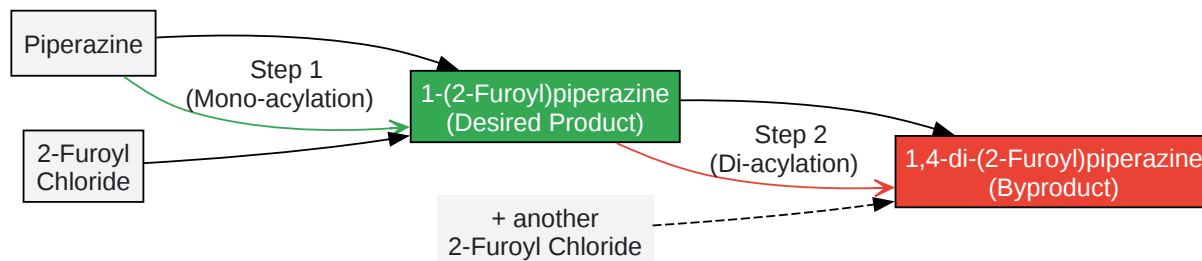 Piperazine
Step 1
(Mono-acylation)
2-Furoyl
Chloride
1-(2-Furoyl)piperazine
(Desired Product)
Step 2
(Di-acylation)
+ another
2-Furoyl Chloride
1,4-di-(2-Furoyl)piperazine
(Byproduct)